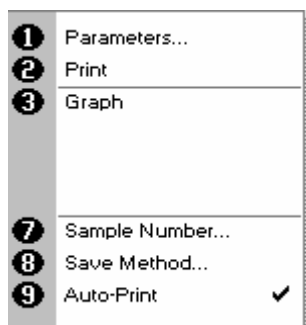 1 Parameters...
2 Print
3 Graph
7 Sample Number...
8 Save Method...
9 Auto-Print ✔